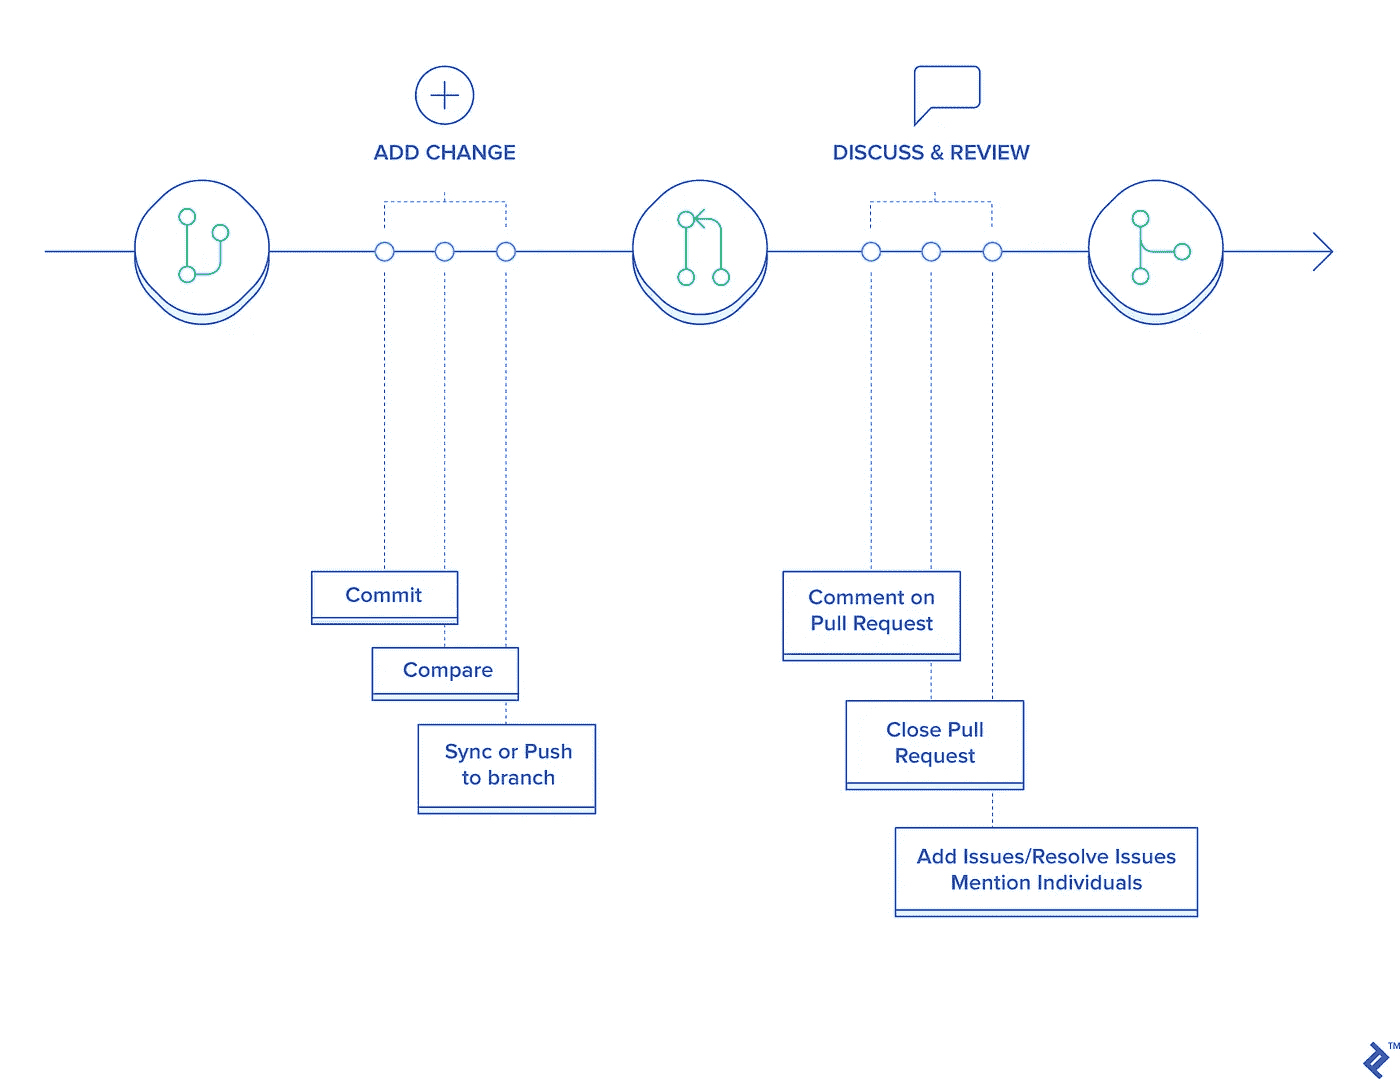 ADD CHANGE
DISCUSS & REVIEW
Commit
Compare
Sync or Push
to branch
Comment on
Pull Request
Close Pull
Request
Add Issues/Resolve Issues
Mention Individuals
TM